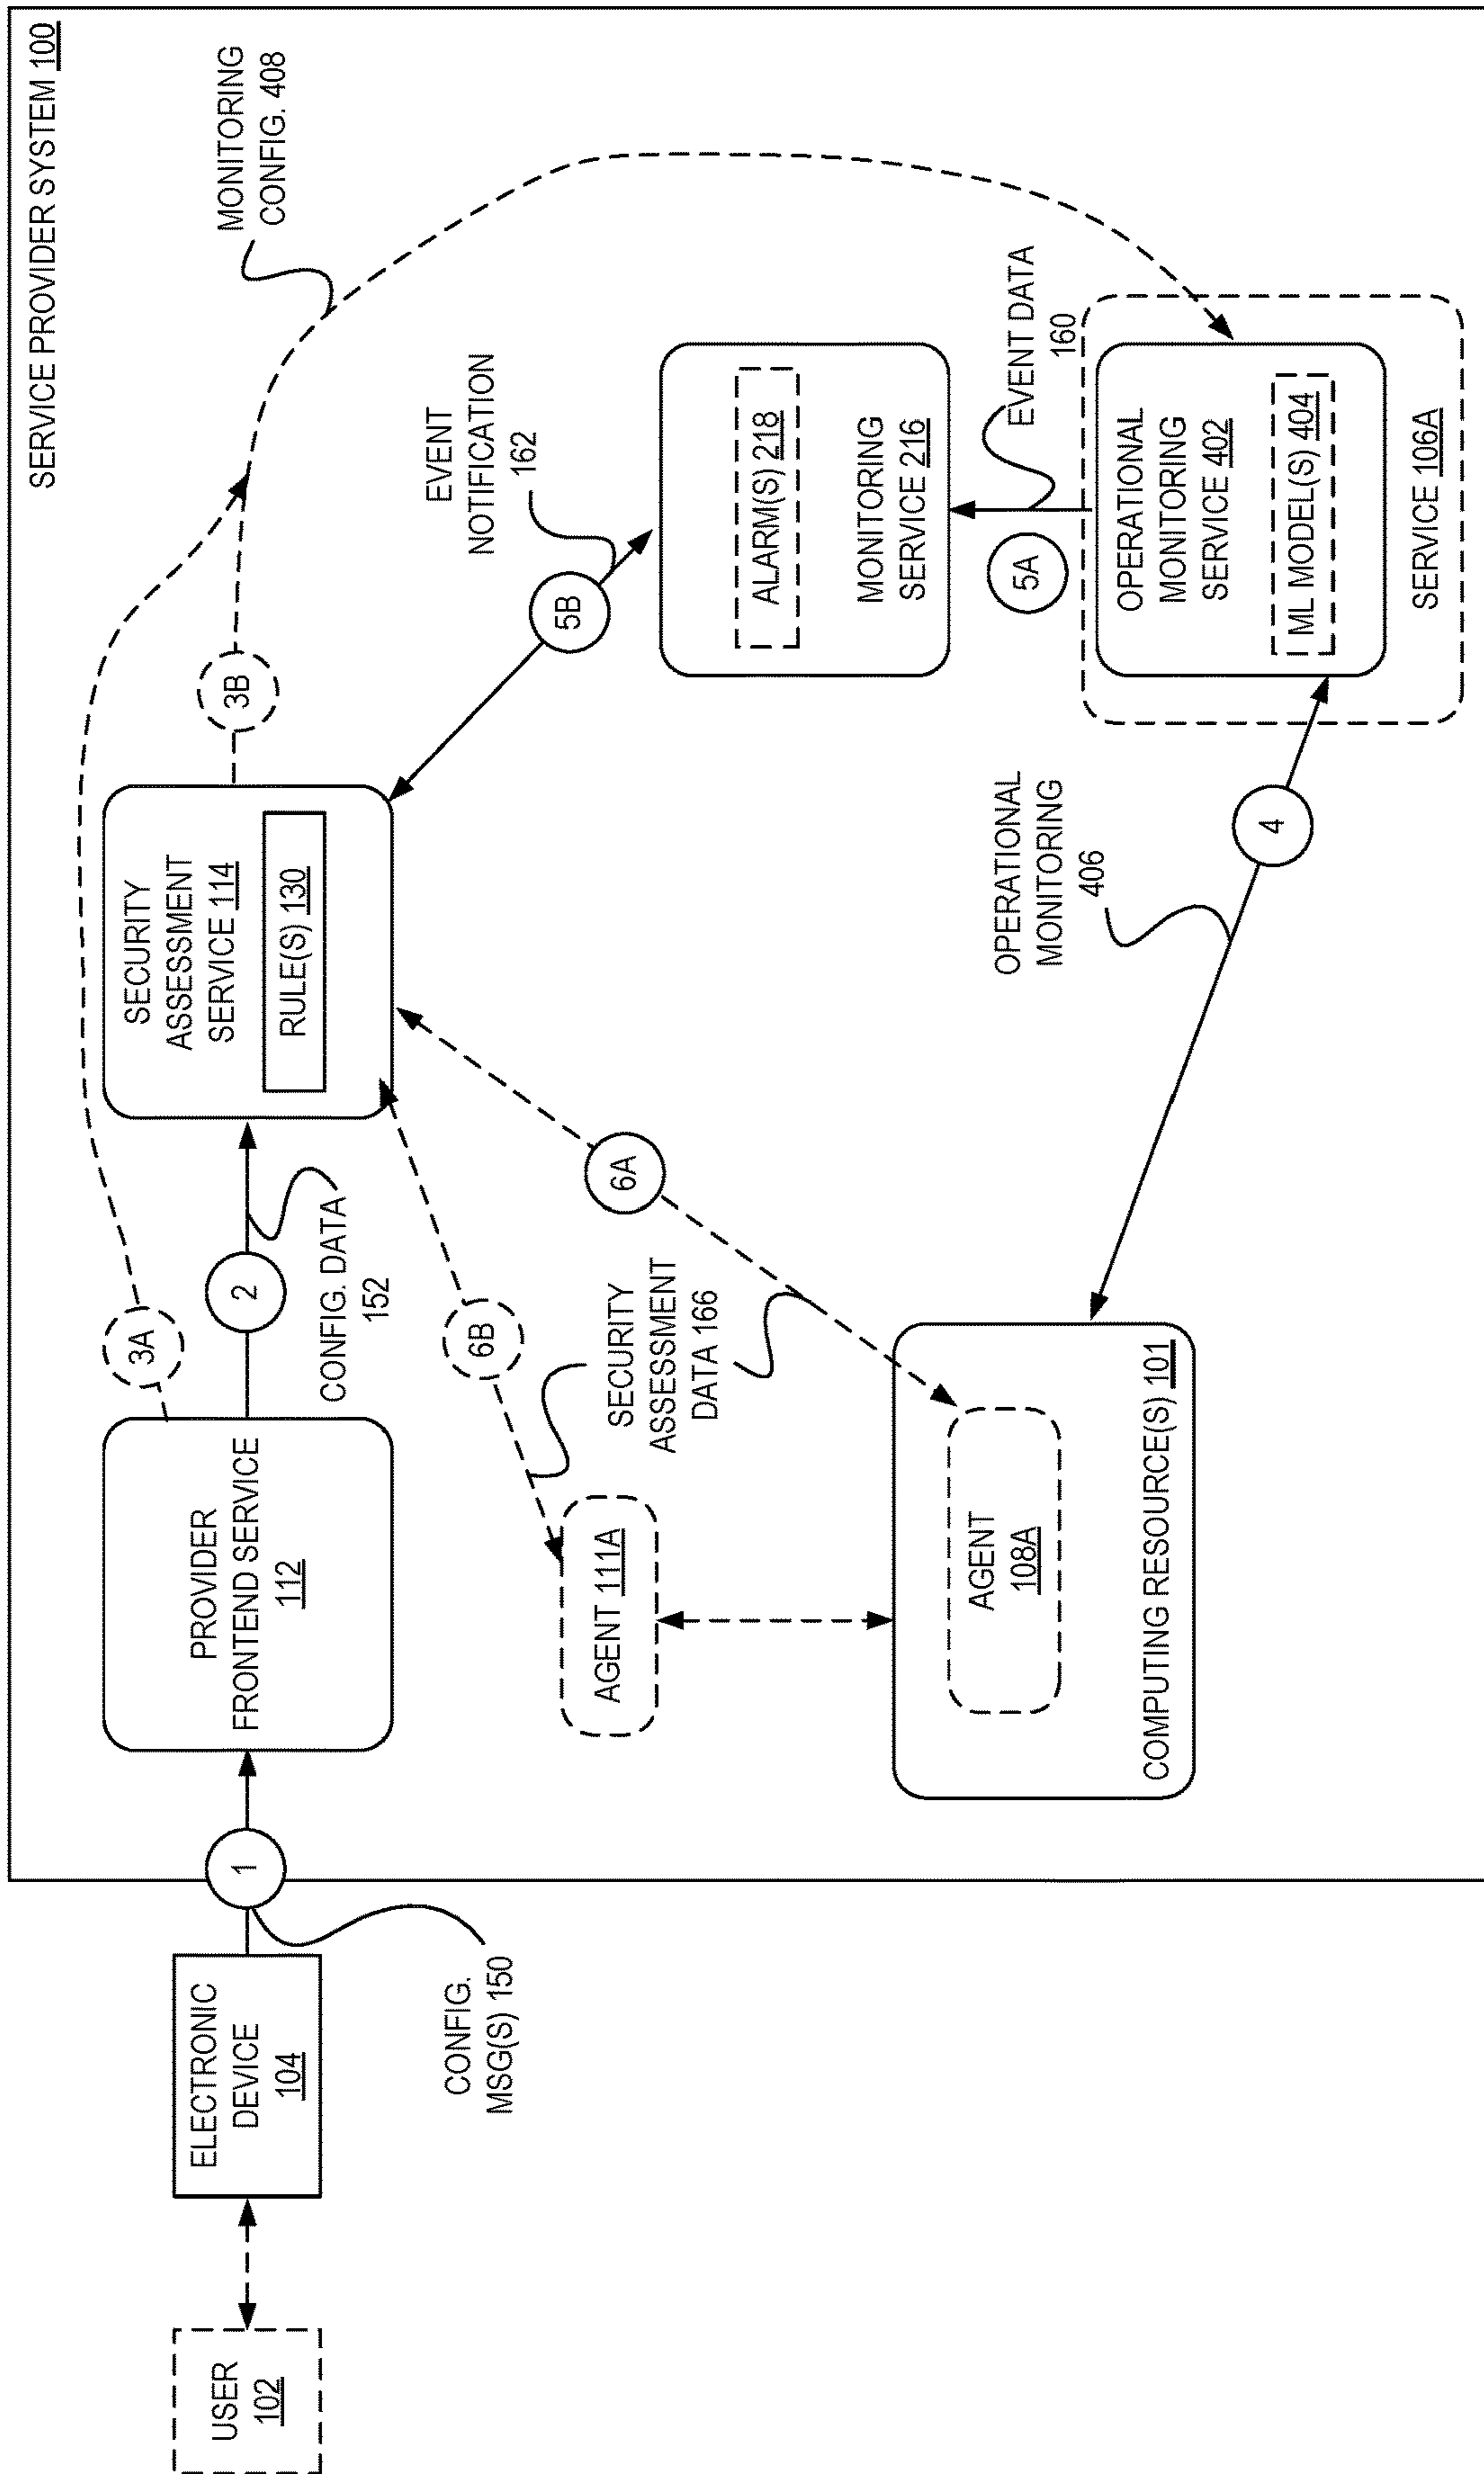 SERVICE PROVIDER SYSTEM 100
USER
102
ELECTRONIC
DEVICE
104
1
CONFIG.
MSG(S) 150
PROVIDER
FRONTEND SERVICE
112
3A
2
CONFIG. DATA
152
SECURITY
ASSESSMENT
SERVICE 114
RULE(S) 130
3B
MONITORING
CONFIG. 408
EVENT
NOTIFICATION
162
5B
6B
6A
SECURITY
ASSESSMENT
DATA 166
AGENT 111A
ALARM(S) 218
MONITORING
SERVICE 216
EVENT DATA
160
5A
AGENT
108A
COMPUTING RESOURCE(S) 101
OPERATIONAL
MONITORING
406
4
OPERATIONAL
MONITORING
SERVICE 402
ML MODEL(S) 404
SERVICE 106A